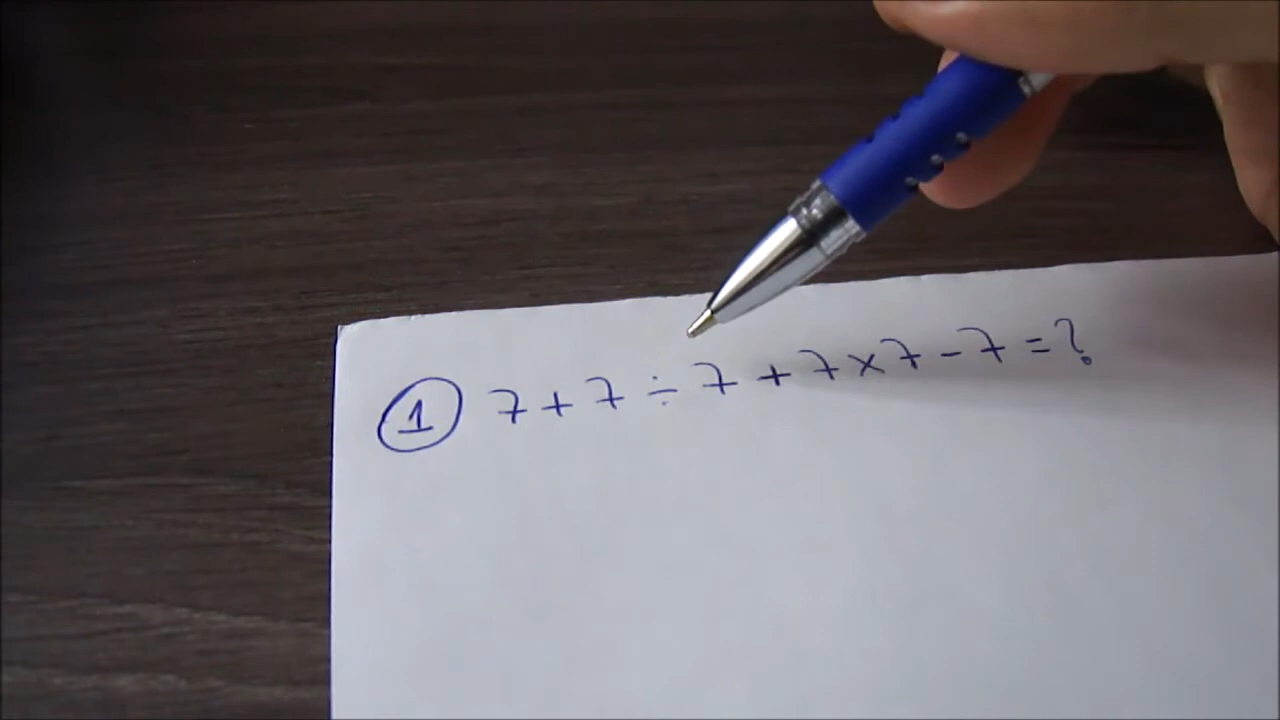 ① 7 + 7 ÷ 7 + 7 × 7 - 7 = ?